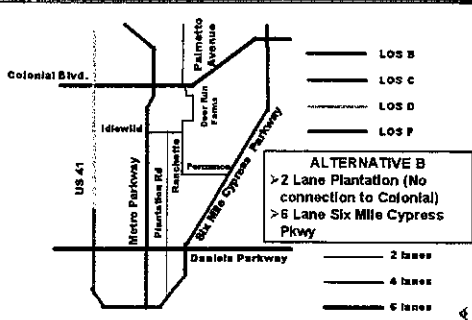 Palmetto
Avenue
Colonial Blvd.
Deer Run
Farms
Idlewild
US 41
Metro Parkway
Plantation Rd
Ranchette
Penzance
Six Mile Cypress Parkway
Daniels Parkway
LOS B
LOS C
LOS D
LOS F
ALTERNATIVE B
>2 Lane Plantation (No
connection to Colonial)
>6 Lane Six Mile Cypress
Pkwy
2 lanes
4 lanes
6 lanes